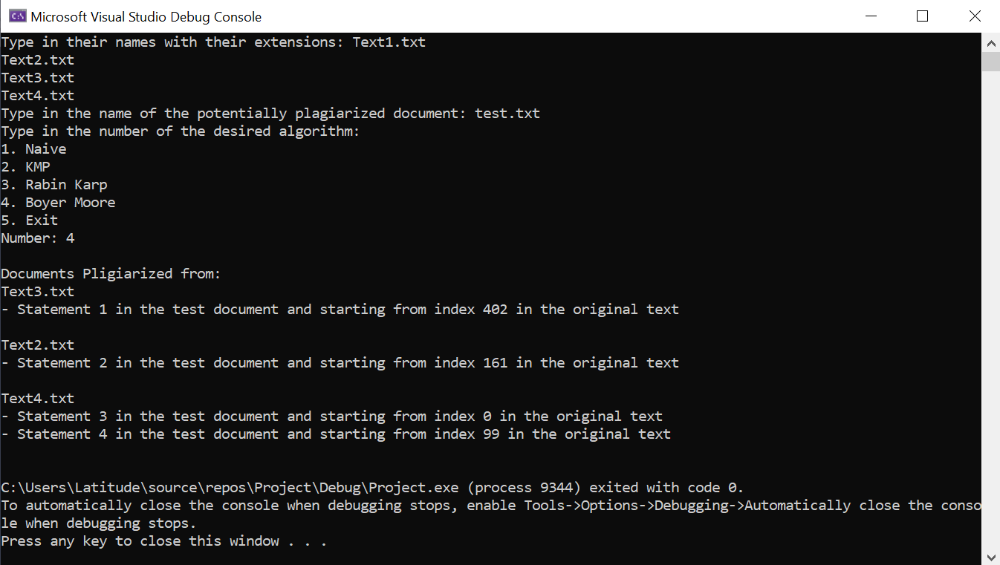 Microsoft Visual Studio Debug Console
Type in their names with their extensions: Text1.txt
Text2.txt
Text3.txt
Text4.txt
Type in the name of the potentially plagiarized document: test.txt
Type in the number of the desired algorithm:
1. Naive
2. KMP
3. Rabin Karp
4. Boyer Moore
5. Exit
Number: 4
Documents Pligiarized from:
Text3.txt
- Statement 1 in the test document and starting from index 402 in the original text
Text2.txt
- Statement 2 in the test document and starting from index 161 in the original text
Text4.txt
- Statement 3 in the test document and starting from index 0 in the original text
- Statement 4 in the test document and starting from index 99 in the original text
C:\Users\Latitude\source\repos\Project\Debug\Project.exe (process 9344) exited with code 0.
To automatically close the console when debugging stops, enable Tools->Options->Debugging->Automatically close the conso
le when debugging stops.
Press any key to close this window . . .